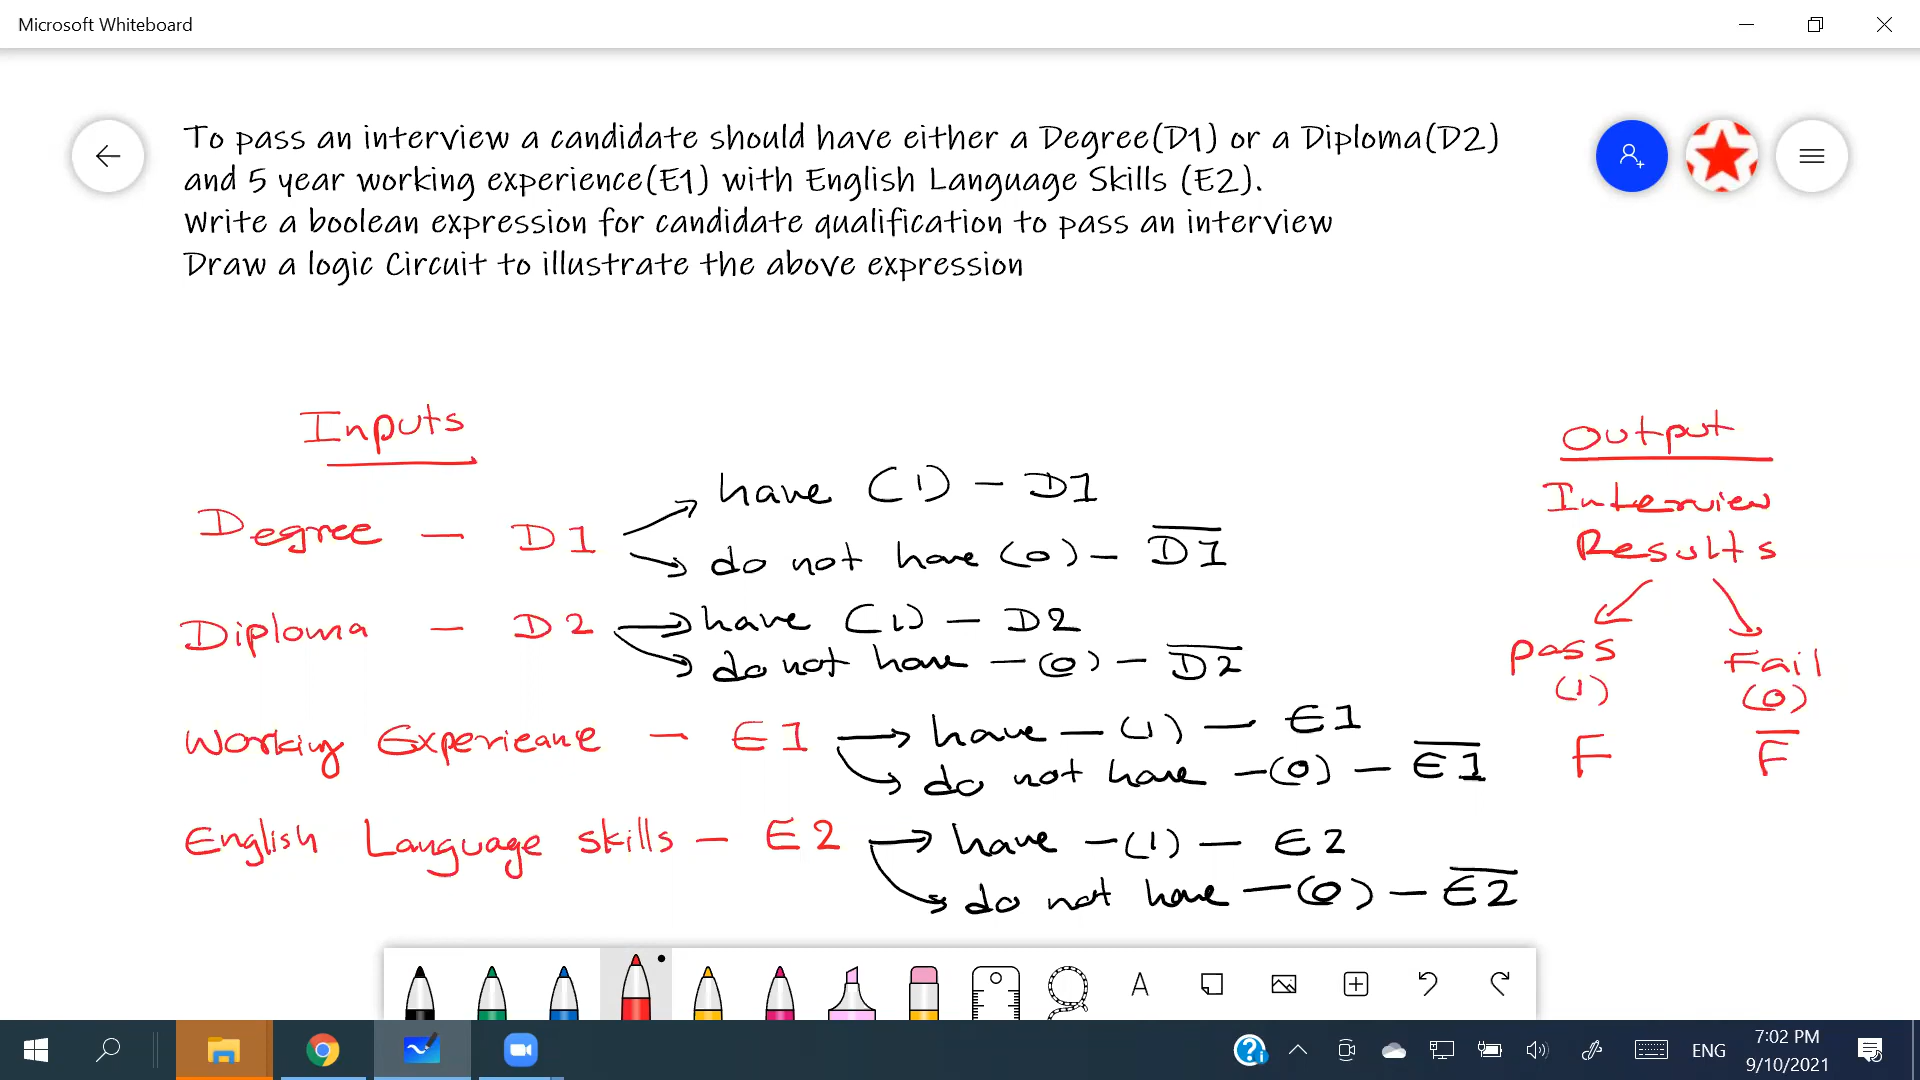 Microsoft Whiteboard
To pass an interview a candidate should have either a Degree(D1) or a Diploma(D2)
and 5 year working experience(E1) with English Language Skills (E2).
Write a boolean expression for candidate qualification to pass an interview
Draw a logic Circuit to illustrate the above expression
Inputs
Output
have (1) - D1
Interview
Degree - D1
do not have (0) - D̅1̅
Results
Diploma - D2
have (1) - D2
do not have - (0) - D̅2̅
pass
Fail
(1)
(0)
Working Experieance - E1
have - (1) - E1
do not have - (0) - E̅1̅
F
F̅
English Language skills - E2
have - (1) - E2
do not have - (0) - E̅2̅
A
ENG
7:02 PM
9/10/2021